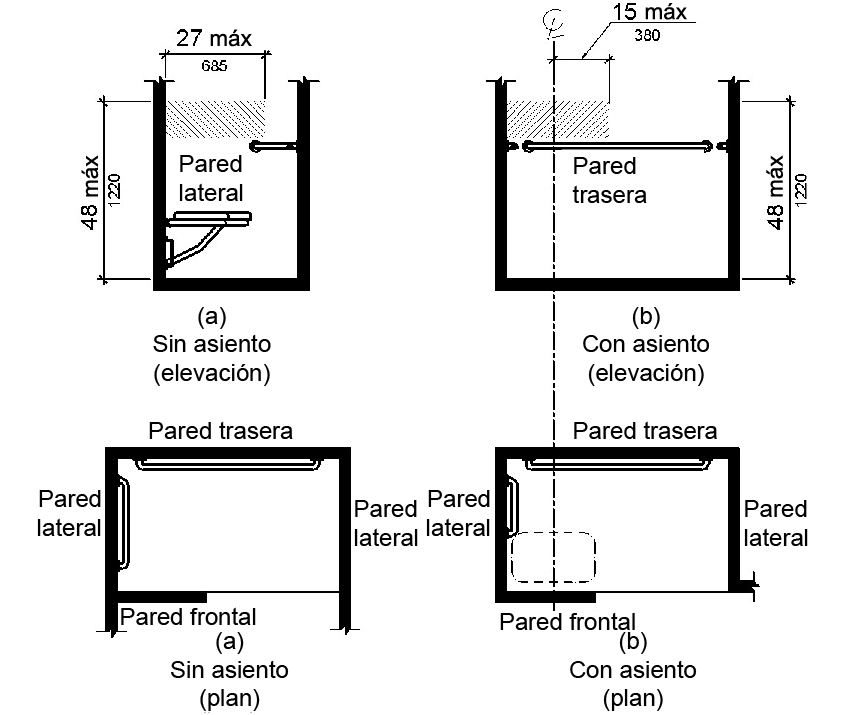 27 máx
685
Pared
lateral
48 máx
1220
(a)
Sin asiento
(elevación)
℄
15 máx
380
Pared
trasera
48 máx
1220
(b)
Con asiento
(elevación)
Pared trasera
Pared
lateral
Pared
lateral
Pared frontal
(a)
Sin asiento
(plan)
Pared trasera
Pared
lateral
Pared
lateral
Pared frontal
(b)
Con asiento
(plan)